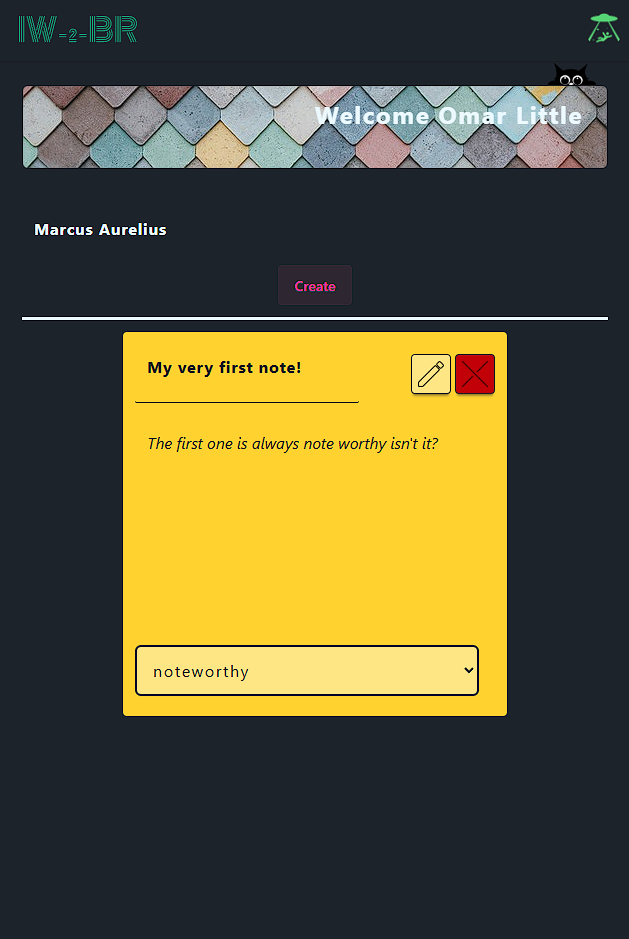 IW-2-BR
Welcome Omar Little
Marcus Aurelius
Create
My very first note!
The first one is always note worthy isn't it?
noteworthy